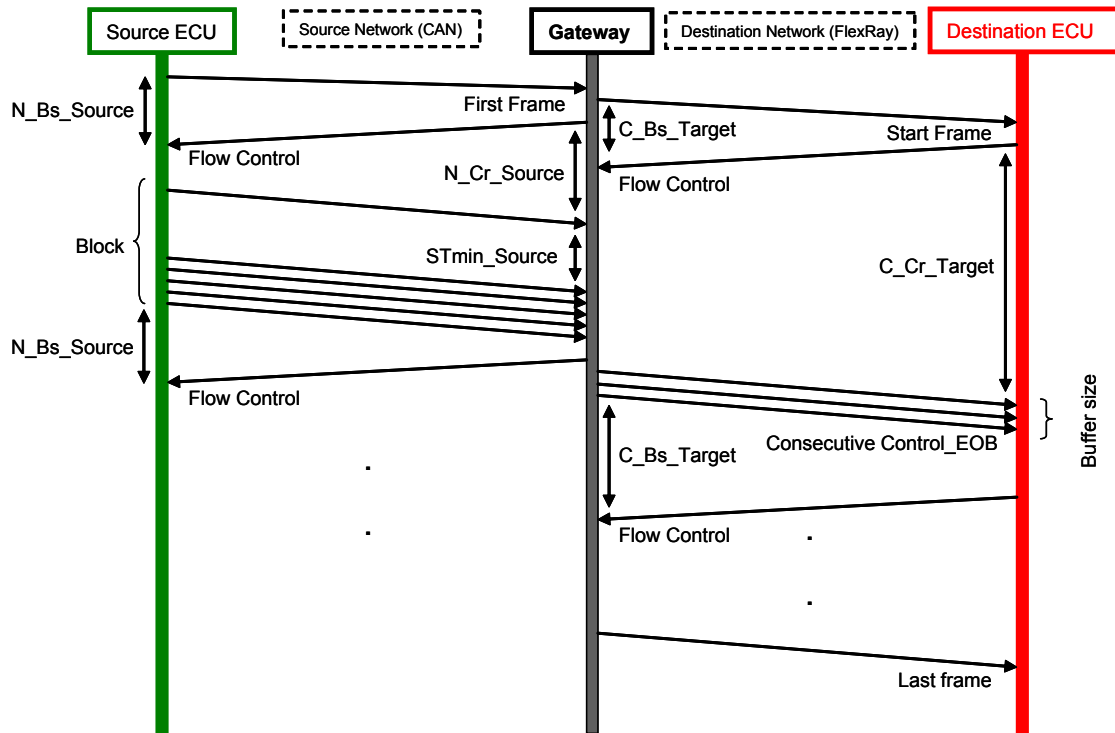 Source ECU
Source Network (CAN)
Gateway
Destination Network (FlexRay)
Destination ECU
N_Bs_Source
First Frame
C_Bs_Target
Start Frame
Flow Control
N_Cr_Source
Flow Control
Block
STmin_Source
C_Cr_Target
N_Bs_Source
Flow Control
Consecutive Control_EOB
Buffer size
C_Bs_Target
Flow Control
Last frame